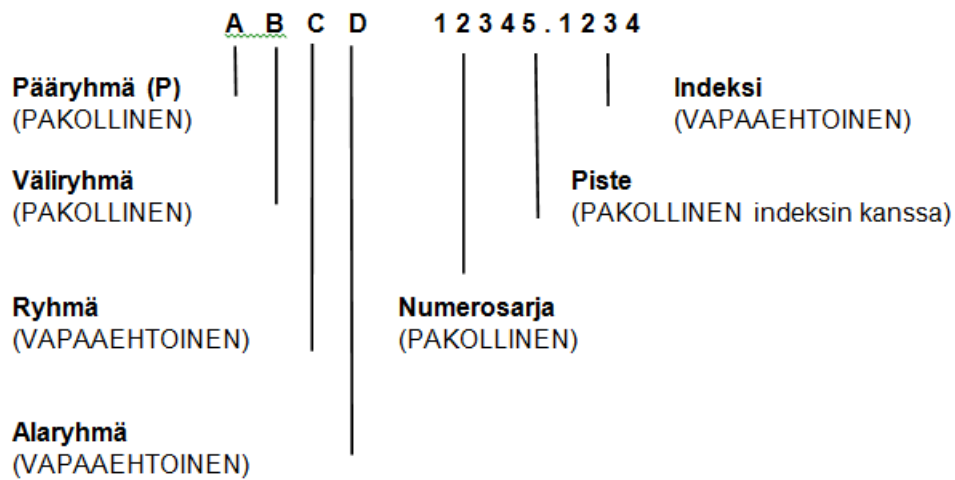 A B C D 1 2 3 4 5 . 1 2 3 4
Pääryhmä (P)
(PAKOLLINEN)
Indeksi
(VAPAAEHTOINEN)
Väliryhmä
(PAKOLLINEN)
Piste
(PAKOLLINEN indeksin kanssa)
Ryhmä
(VAPAAEHTOINEN)
Numerosarja
(PAKOLLINEN)
Alaryhmä
(VAPAAEHTOINEN)